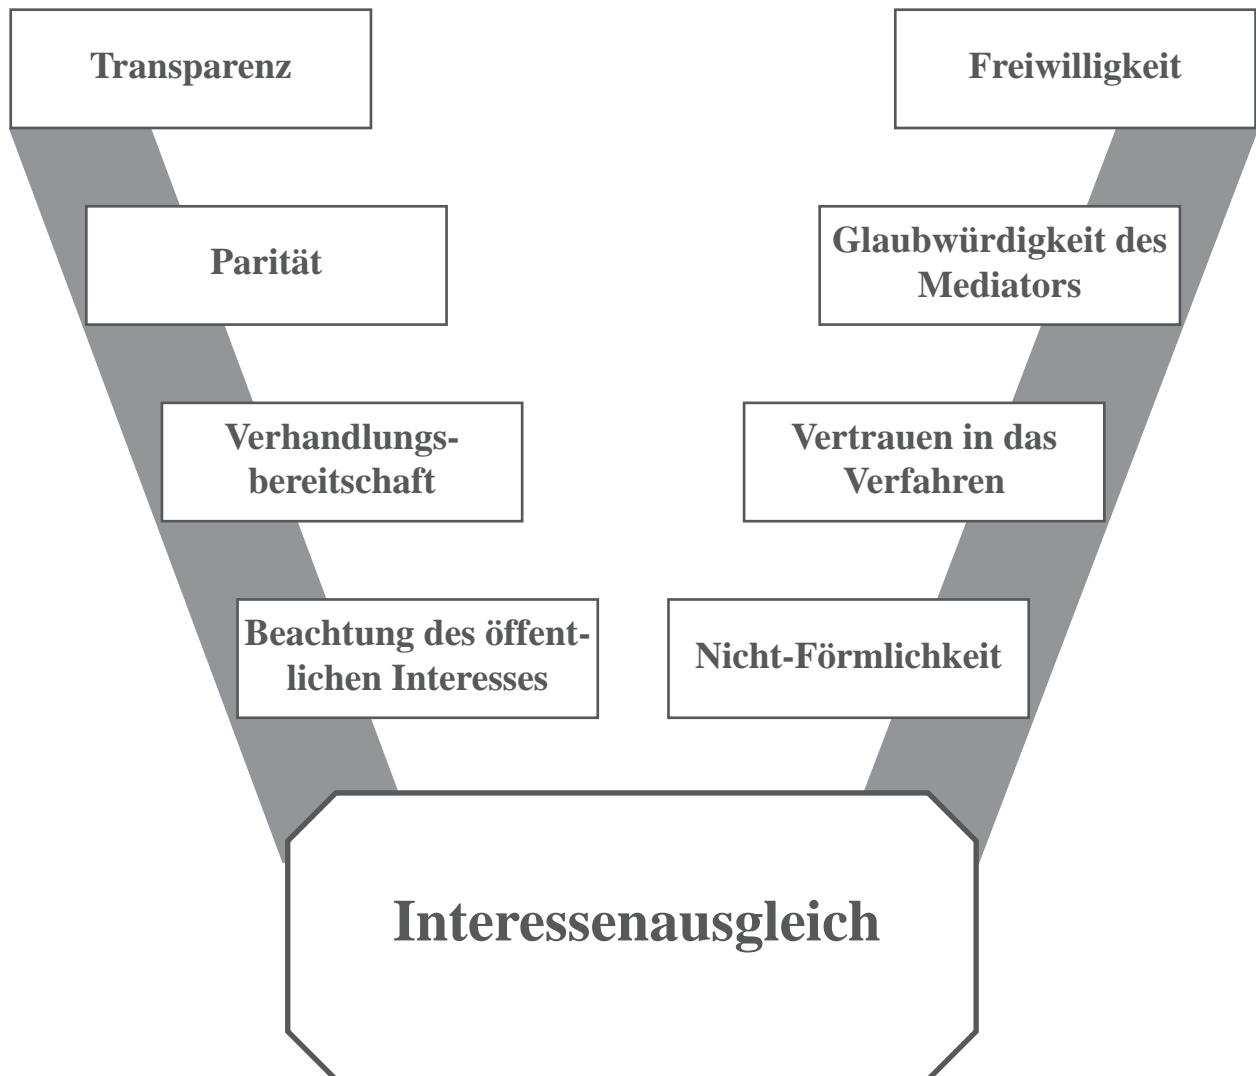 Transparenz
Freiwilligkeit
Parität
Glaubwürdigkeit des
Mediators
Verhandlungs-
bereitschaft
Vertrauen in das
Verfahren
Beachtung des öffent-
lichen Interesses
Nicht-Förmlichkeit
Interessenausgleich